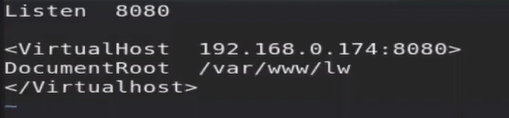 Listen 8080
<VirtualHost 192.168.0.174:8080>
DocumentRoot /var/www/lw
</Virtualhost>
~